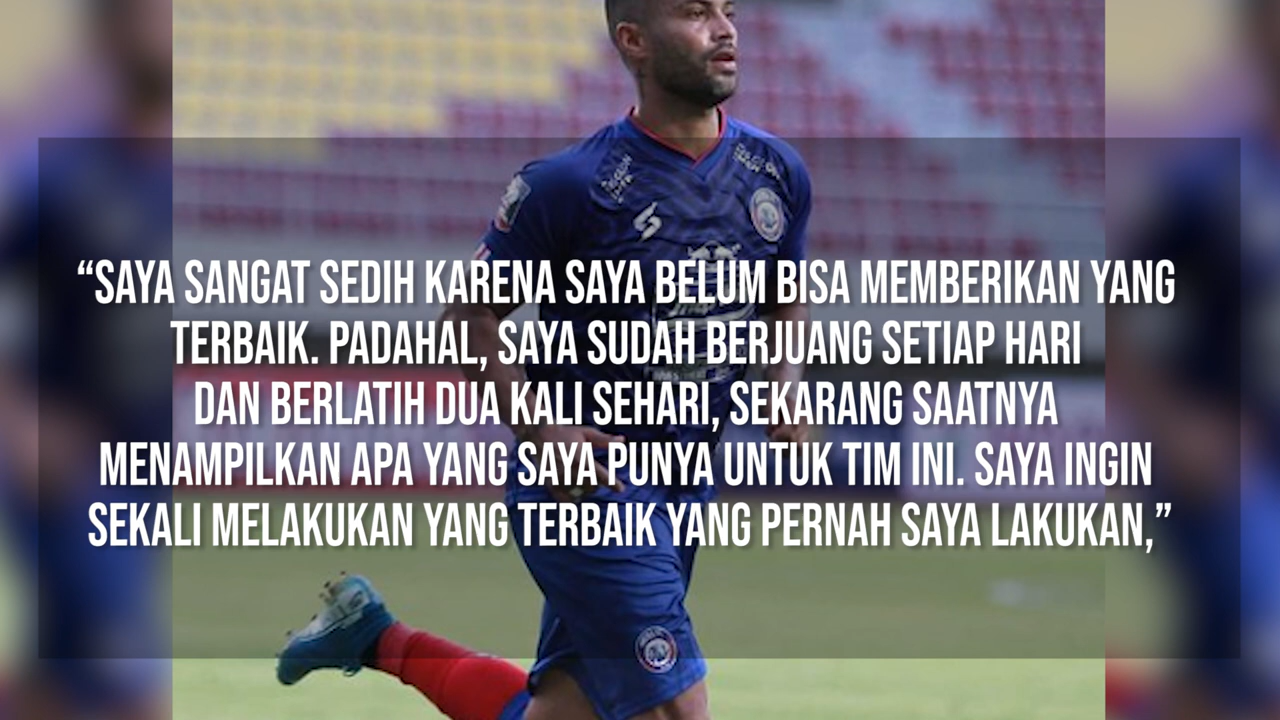 “SAYA SANGAT SEDIH KARENA SAYA BELUM BISA MEMBERIKAN YANG
TERBAIK. PADAHAL, SAYA SUDAH BERJUANG SETIAP HARI
DAN BERLATIH DUA KALI SEHARI, SEKARANG SAATNYA
MENAMPILKAN APA YANG SAYA PUNYA UNTUK TIM INI. SAYA INGIN
SEKALI MELAKUKAN YANG TERBAIK YANG PERNAH SAYA LAKUKAN,”